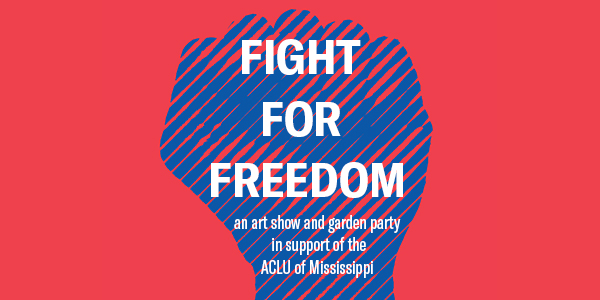 FIGHT
FOR
FREEDOM
an art show and garden party
in support of the
ACLU of Mississippi